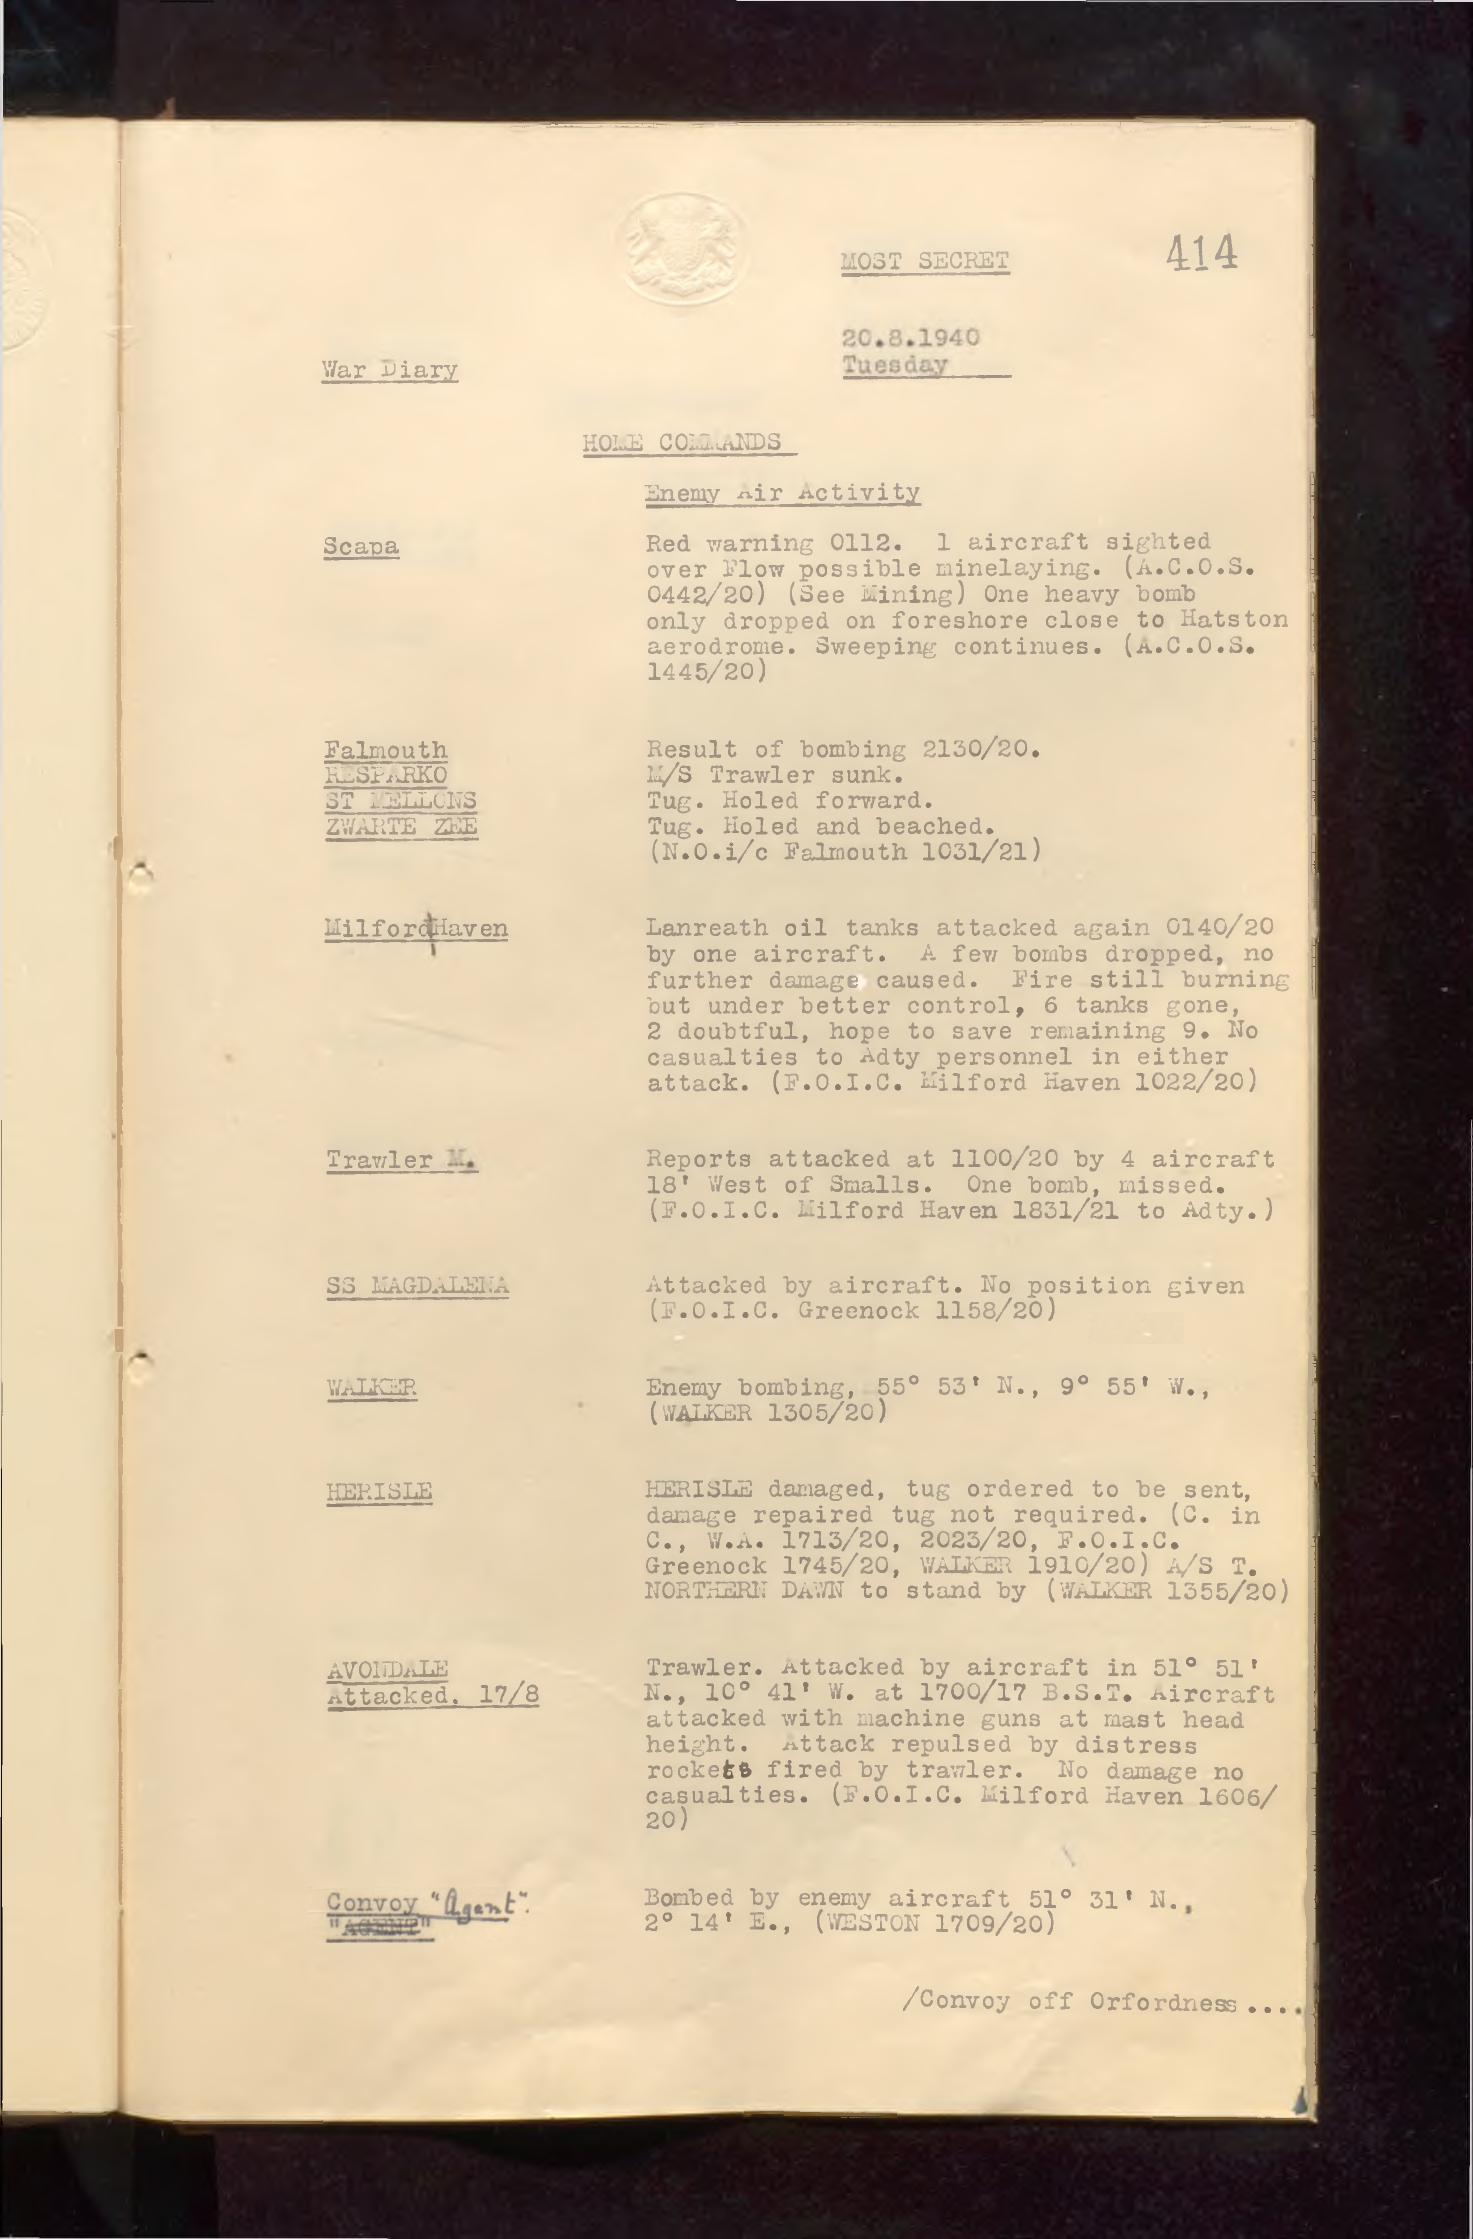 MOST SECRET
414
20.8.1940
Tuesday
War Diary
HOME COMMANDS
Enemy Air Activity
Scapa
Red warning 0112. 1 aircraft sighted
over Flow possible minelaying. (A.C.O.S.
0442/20) (See Mining) One heavy bomb
only dropped on foreshore close to Hatston
aerodrome. Sweeping continues. (A.C.O.S.
1445/20)
Falmouth
Result of bombing 2130/20.
RESPARKO
M/S Trawler sunk.
ST MELLONS
Tug. Holed forward.
ZWARTE ZEE
Tug. Holed and beached.
(N.O.i/c Falmouth 1031/21)
Milford Haven
Lanreath oil tanks attacked again 0140/20
by one aircraft. A few bombs dropped, no
further damage caused. Fire still burning
but under better control, 6 tanks gone,
2 doubtful, hope to save remaining 9. No
casualties to Adty personnel in either
attack. (F.O.I.C. Milford Haven 1022/20)
Trawler M.
Reports attacked at 1100/20 by 4 aircraft
18' West of Smalls. One bomb, missed.
(F.O.I.C. Milford Haven 1831/21 to Adty.)
SS MAGDALENA
Attacked by aircraft. No position given
(F.O.I.C. Greenock 1158/20)
WALKER
Enemy bombing, 55° 53' N., 9° 55' W.,
(WALKER 1305/20)
HERISLE
HERISLE damaged, tug ordered to be sent,
damage repaired tug not required. (C. in
C., W.A. 1713/20, 2023/20, F.O.I.C.
Greenock 1745/20, WALKER 1910/20) A/S T.
NORTHERN DAWN to stand by (WALKER 1355/20)
AVONDALE
Attacked. 17/8
Trawler. Attacked by aircraft in 51° 51'
N., 10° 41' W. at 1700/17 B.S.T. Aircraft
attacked with machine guns at mast head
height. Attack repulsed by distress
rockets fired by trawler. No damage no
casualties. (F.O.I.C. Milford Haven 1606/
20)
Convoy "Agent".
"AGENT"
Bombed by enemy aircraft 51° 31' N.,
2° 14' E., (WESTON 1709/20)
/Convoy off Orfordness ....